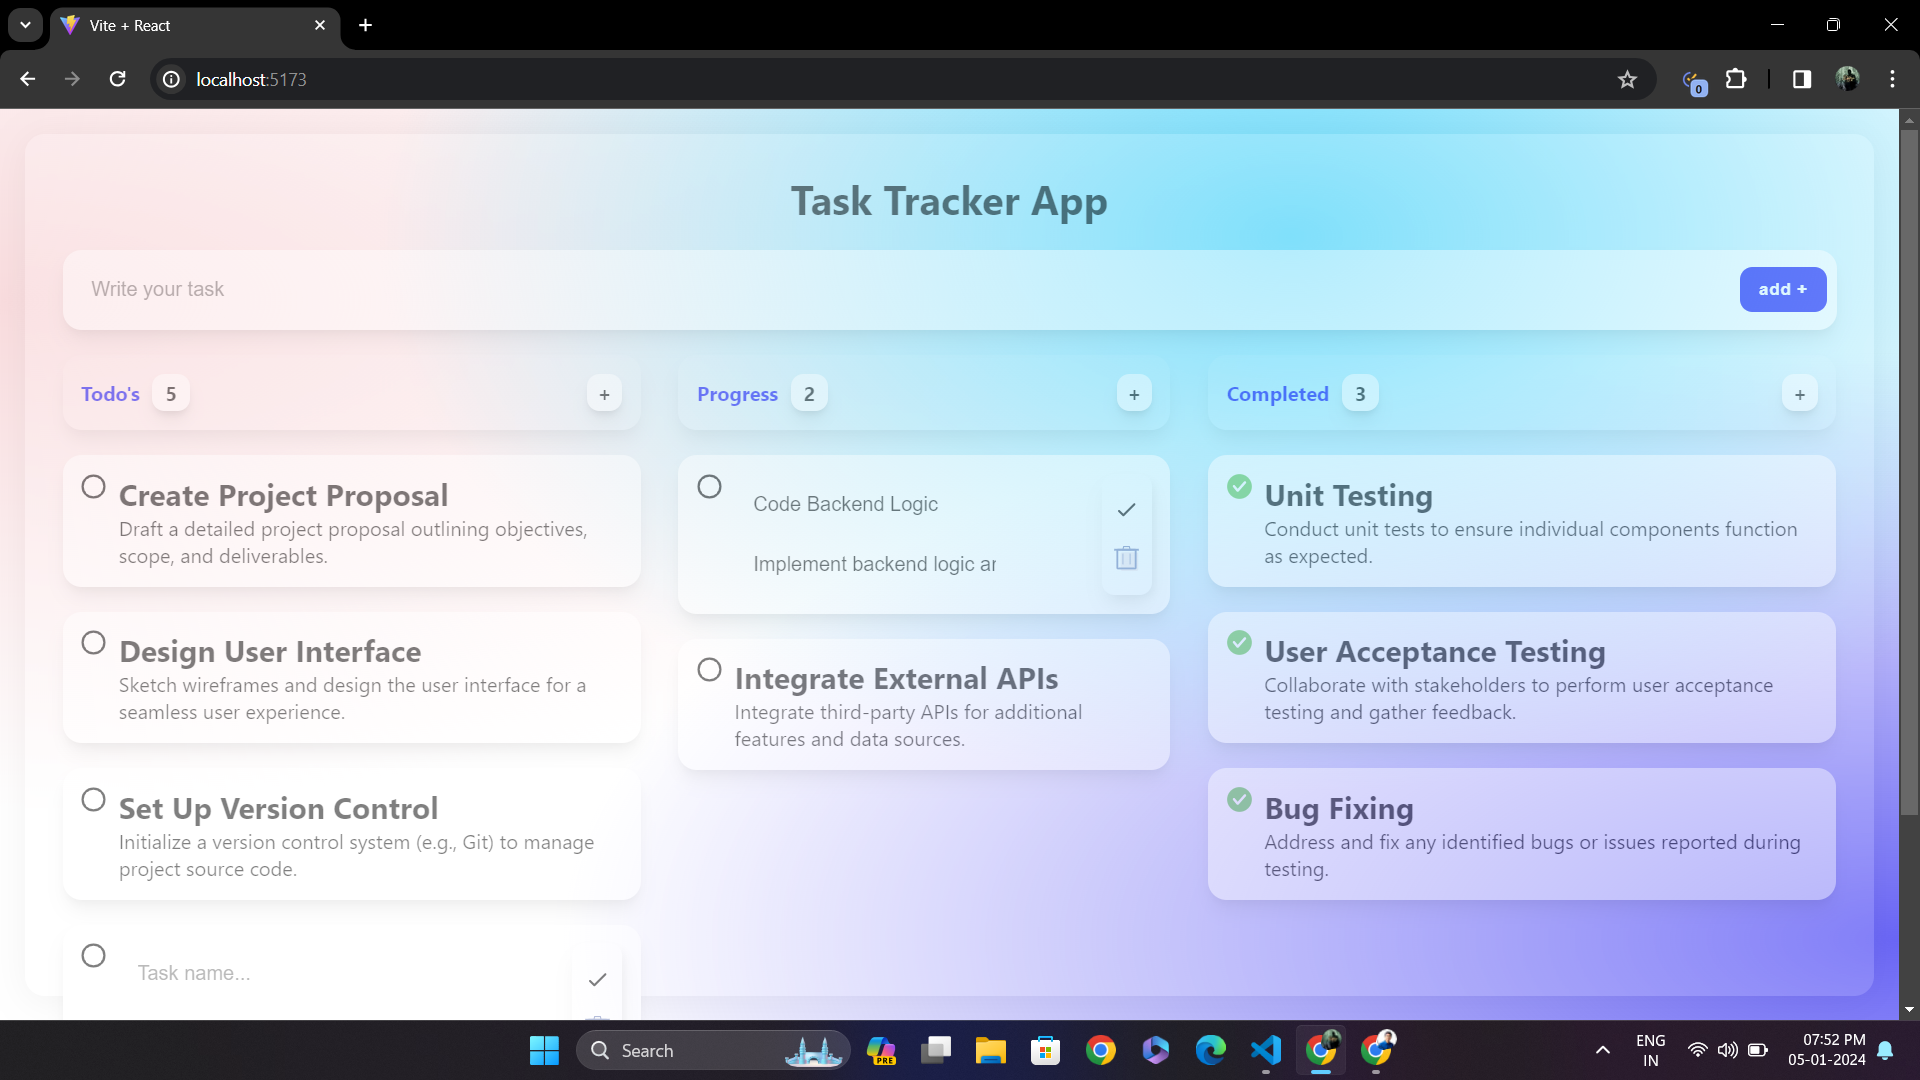 Vite + React
localhost:5173
0
Task Tracker App
Write your task
add +
Todo's 5 +
Create Project Proposal
Draft a detailed project proposal outlining objectives,
scope, and deliverables.
Design User Interface
Sketch wireframes and design the user interface for a
seamless user experience.
Set Up Version Control
Initialize a version control system (e.g., Git) to manage
project source code.
Task name...
Progress 2 +
Code Backend Logic
Implement backend logic ar
Integrate External APIs
Integrate third-party APIs for additional
features and data sources.
Completed 3 +
Unit Testing
Conduct unit tests to ensure individual components function
as expected.
User Acceptance Testing
Collaborate with stakeholders to perform user acceptance
testing and gather feedback.
Bug Fixing
Address and fix any identified bugs or issues reported during
testing.
Search
PRE
ENG
IN
07:52 PM
05-01-2024